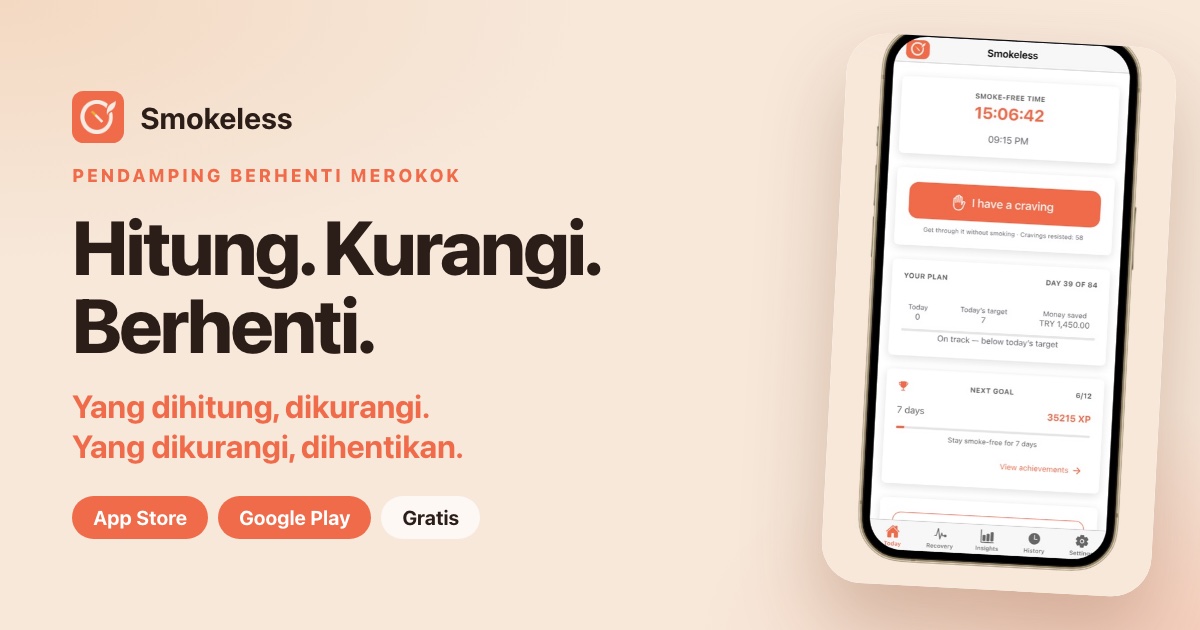 Smokeless
PENDAMPING BERHENTI MEROKOK
Hitung. Kurangi.
Berhenti.
Yang dihitung, dikurangi.
Yang dikurangi, dihentikan.
App Store
Google Play
Gratis
Smokeless
SMOKE-FREE TIME
15:06:42
09:15 PM
I have a craving
Get through it without smoking · Cravings resisted: 58
YOUR PLAN
DAY 39 OF 84
Today
Today's target
Money saved
0
7
TRY 1,450.00
On track — below today's target
NEXT GOAL
6/12
7 days
35215 XP
Stay smoke-free for 7 days
View achievements →
Today
Recovery
Insights
History
Settings